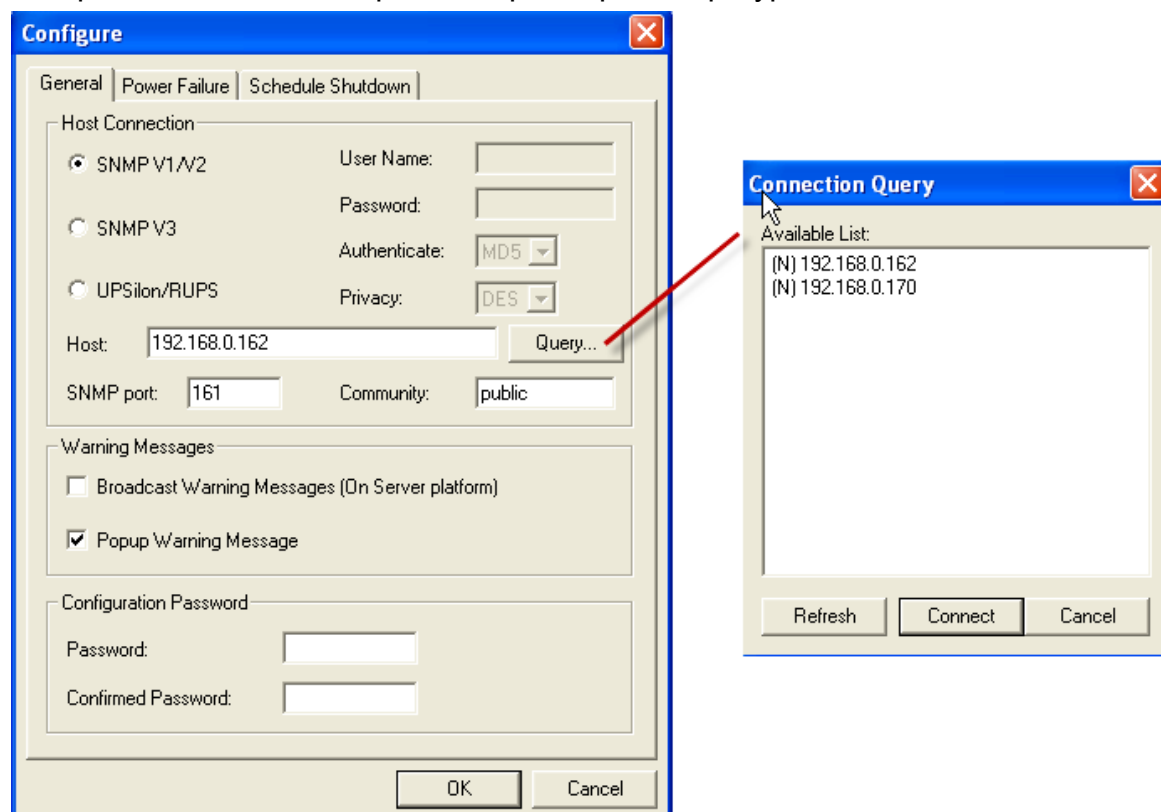 Configure
General Power Failure Schedule Shutdown
Host Connection
SNMP V1/V2 User Name:
Password:
SNMP V3
Authenticate: MD5
UPSilon/RUPS Privacy: DES
Host: 192.168.0.162 Query...
SNMP port: 161 Community: public
Warning Messages
Broadcast Warning Messages (On Server platform)
Popup Warning Message
Configuration Password
Password:
Confirmed Password:
OK Cancel
Connection Query
Available List:
(N) 192.168.0.162
(N) 192.168.0.170
Refresh Connect Cancel